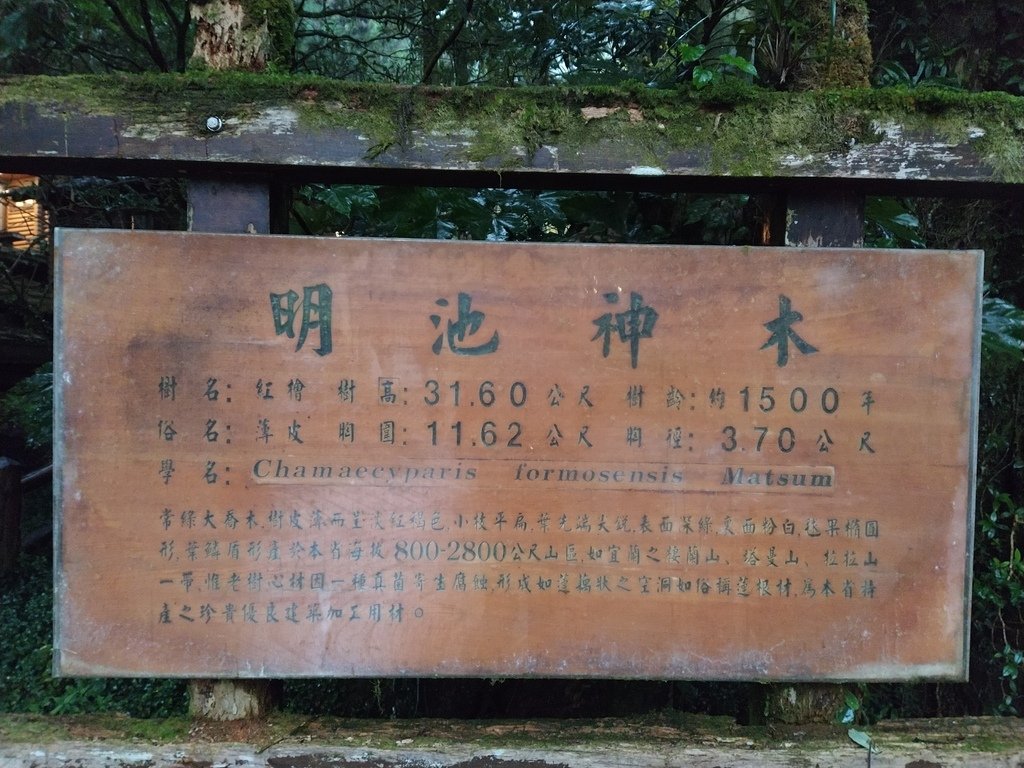 明池神木
樹名：紅檜 樹高：31.60公尺 樹齡：約1500年
俗名：薄皮 胸圍：11.62公尺 胸徑：3.70公尺
學名：Chamaecyparis formosensis Matsum
常綠大喬木，樹皮薄而呈淡紅褐色，小枝平扁，葉先端尖銳，表面深綠，裏面粉白，毬果橢圓
形，葉鱗盾形產於本省海拔800-2800公尺山區，如宜蘭之棲蘭山、塔曼山、拉拉山
一帶，惟老樹心材因一種真菌寄生腐蝕，形成如蓮藕狀之空洞如俗稱蓮根材，為本省特
產之珍貴優良建築加工用材。